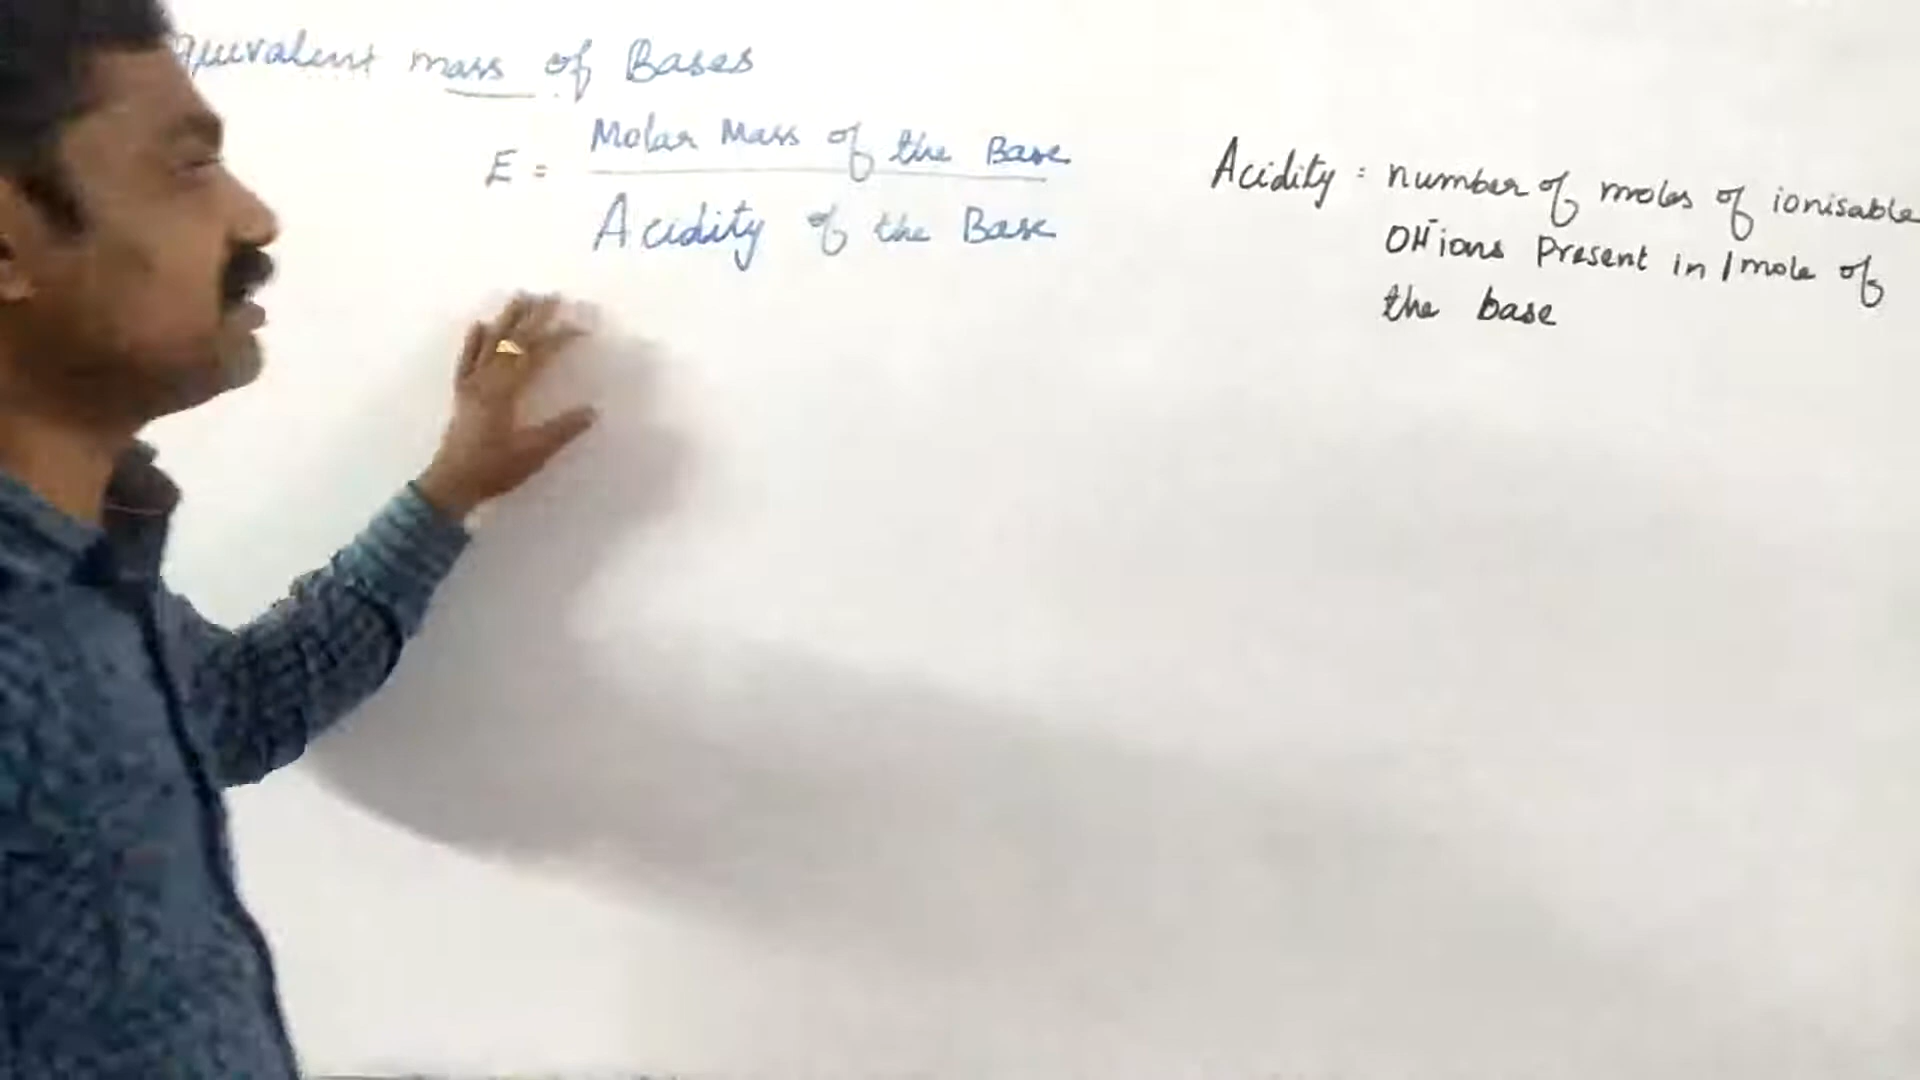 quivalent mass of Bases
E = Molar Mass of the Base
Acidity of the Base
Acidity : number of moles of ionisable
OH⁻ ions present in 1 mole of
the base